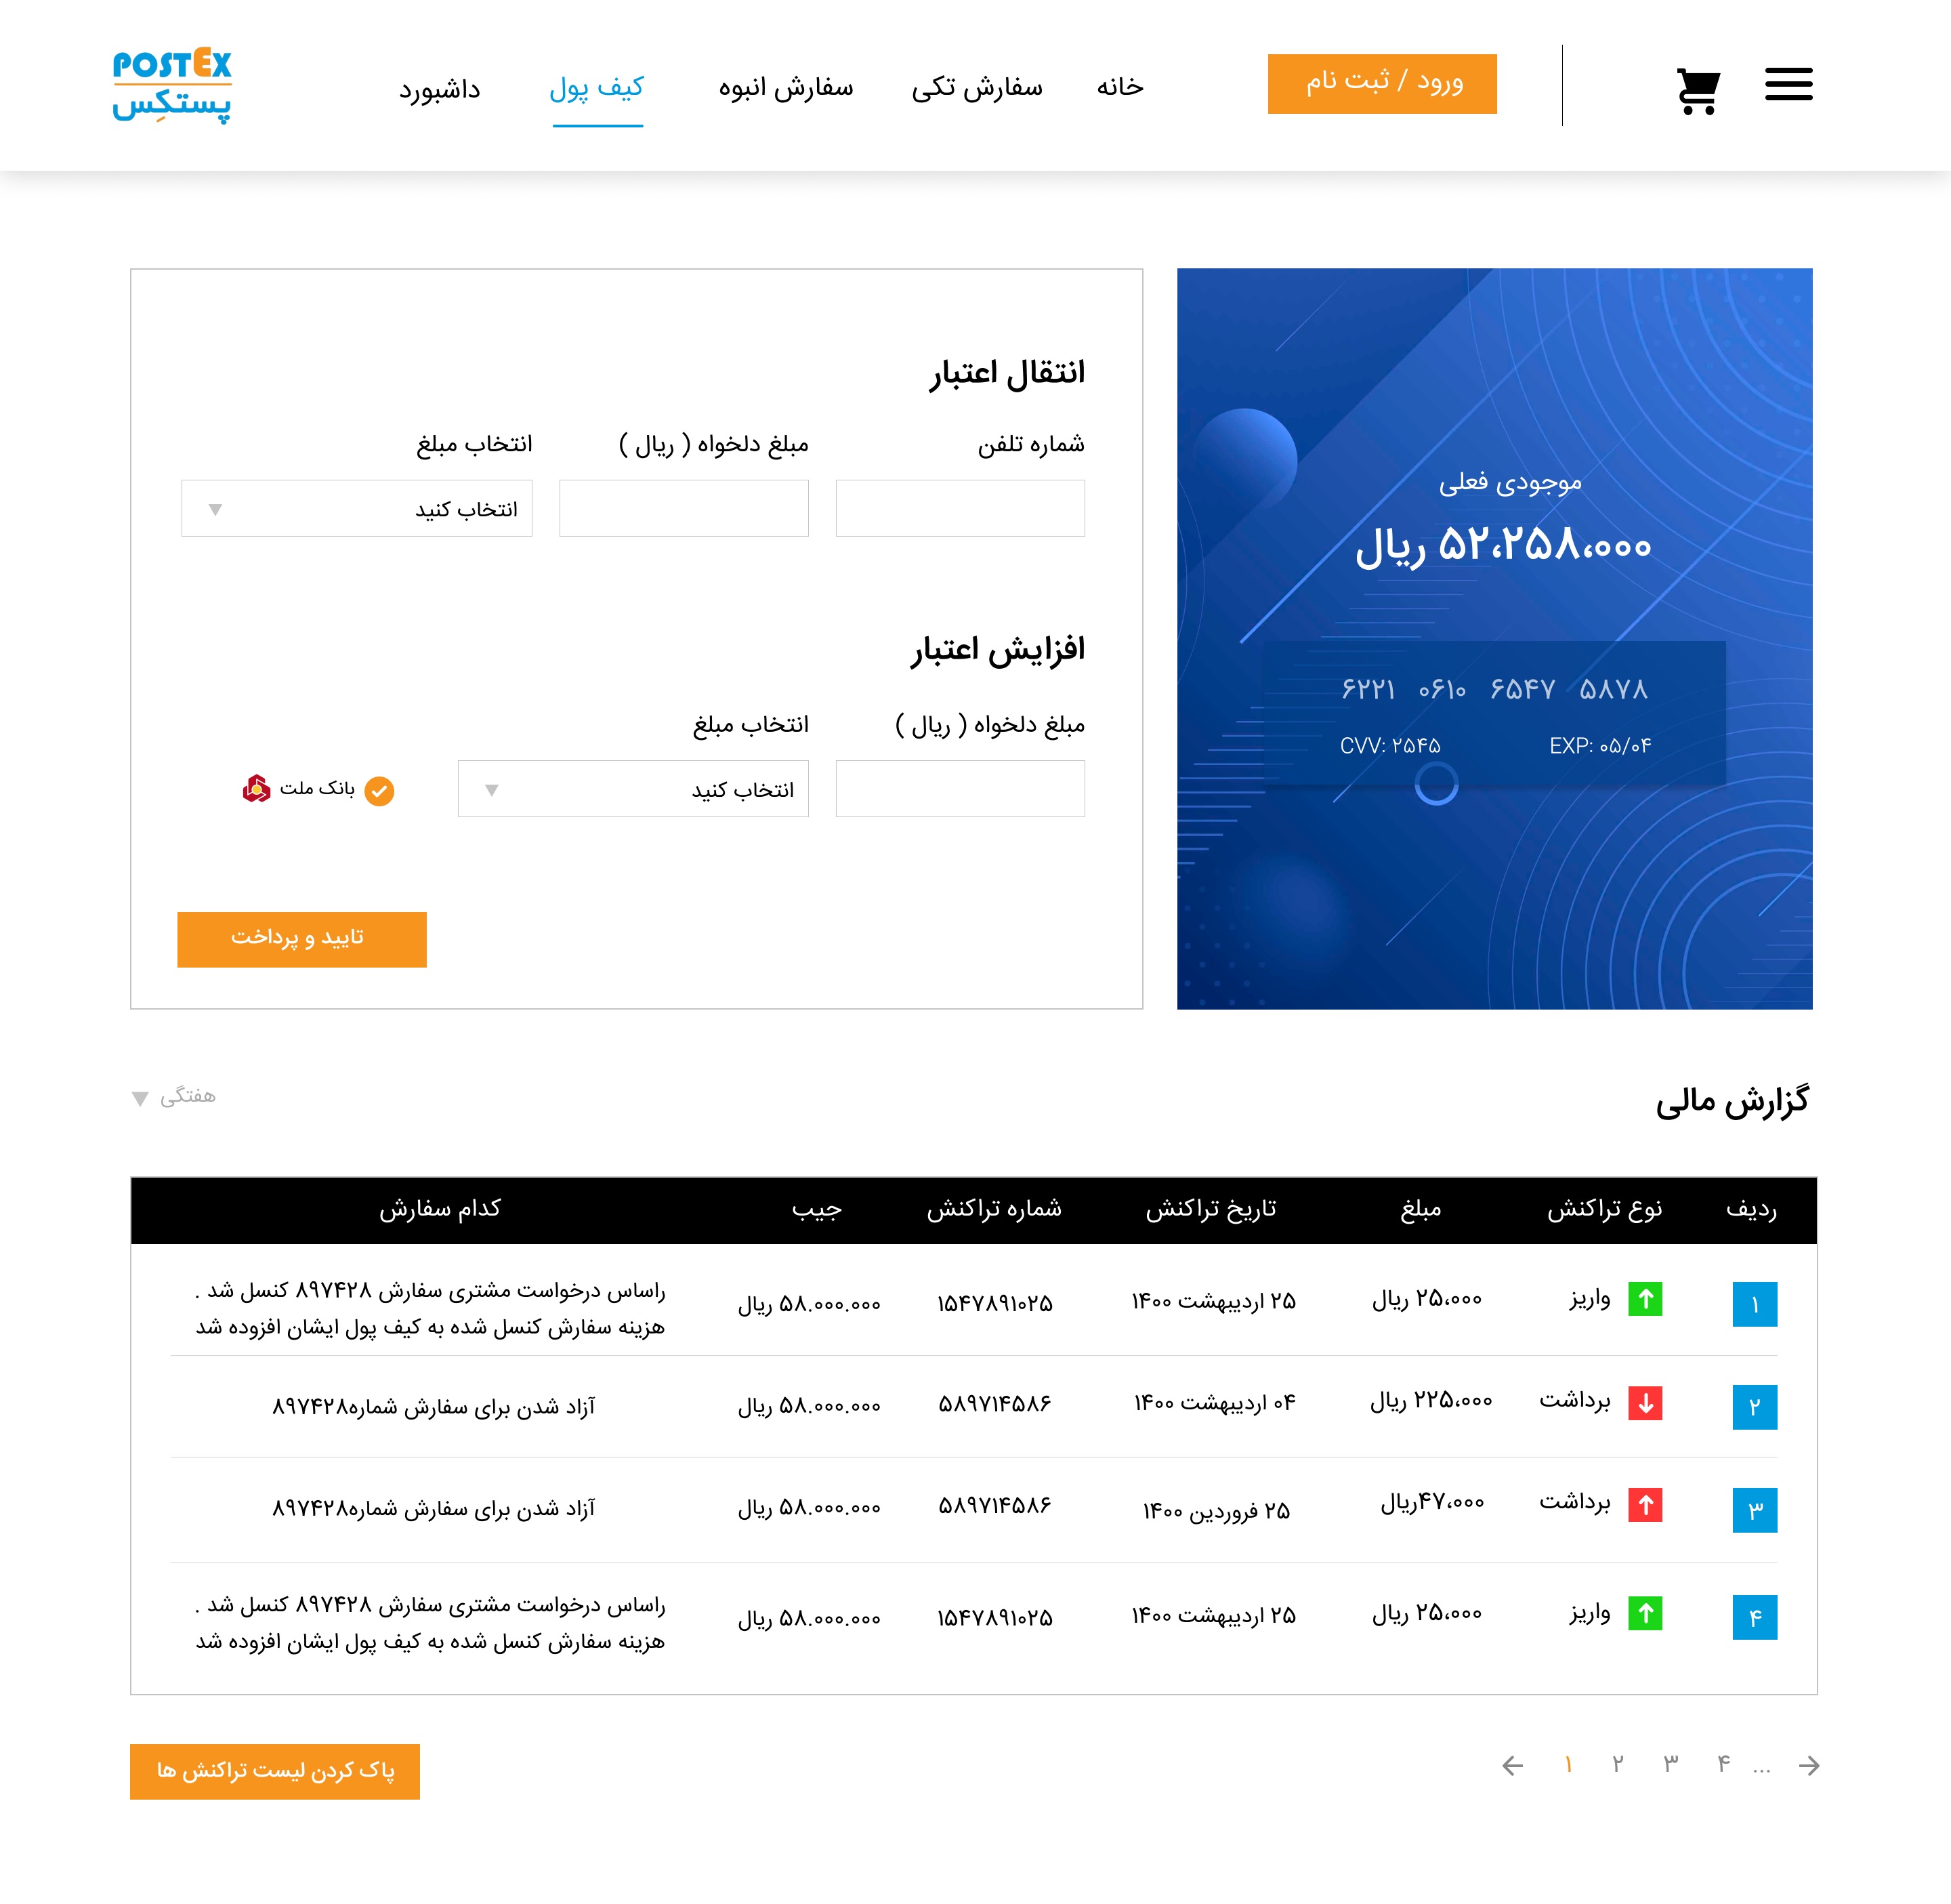 ورود / ثبت نام
خانه
سفارش تکی
سفارش انبوه
کیف پول
داشبورد
POSTEX
پستکِس
موجودی فعلی
۵۲،۲۵۸،۰۰۰ ریال
۶۲۲۱ ۰۶۱۰ ۶۵۴۷ ۵۸۷۸
CVV: ۲۵۴۵
EXP: ۰۵/۰۴
انتقال اعتبار
شماره تلفن
مبلغ دلخواه ( ریال )
انتخاب مبلغ
انتخاب کنید
افزایش اعتبار
مبلغ دلخواه ( ریال )
انتخاب مبلغ
انتخاب کنید
بانک ملت
تایید و پرداخت
گزارش مالی
هفتگی
ردیف نوع تراکنش مبلغ تاریخ تراکنش شماره تراکنش جیب کدام سفارش
۱ واریز ۲۵،۰۰۰ ریال ۲۵ اردیبهشت ۱۴۰۰ ۱۵۴۷۸۹۱۰۲۵ ۵۸.۰۰۰.۰۰۰ ریال راساس درخواست مشتری سفارش ۸۹۷۴۲۸ کنسل شد .
هزینه سفارش کنسل شده به کیف پول ایشان افزوده شد
۲ برداشت ۲۲۵،۰۰۰ ریال ۰۴ اردیبهشت ۱۴۰۰ ۵۸۹۷۱۴۵۸۶ ۵۸.۰۰۰.۰۰۰ ریال آزاد شدن برای سفارش شماره۸۹۷۴۲۸
۳ برداشت ۴۷،۰۰۰ریال ۲۵ فروردین ۱۴۰۰ ۵۸۹۷۱۴۵۸۶ ۵۸.۰۰۰.۰۰۰ ریال آزاد شدن برای سفارش شماره۸۹۷۴۲۸
۴ واریز ۲۵،۰۰۰ ریال ۲۵ اردیبهشت ۱۴۰۰ ۱۵۴۷۸۹۱۰۲۵ ۵۸.۰۰۰.۰۰۰ ریال راساس درخواست مشتری سفارش ۸۹۷۴۲۸ کنسل شد .
هزینه سفارش کنسل شده به کیف پول ایشان افزوده شد
۱ ۲ ۳ ۴ ...
پاک کردن لیست تراکنش ها